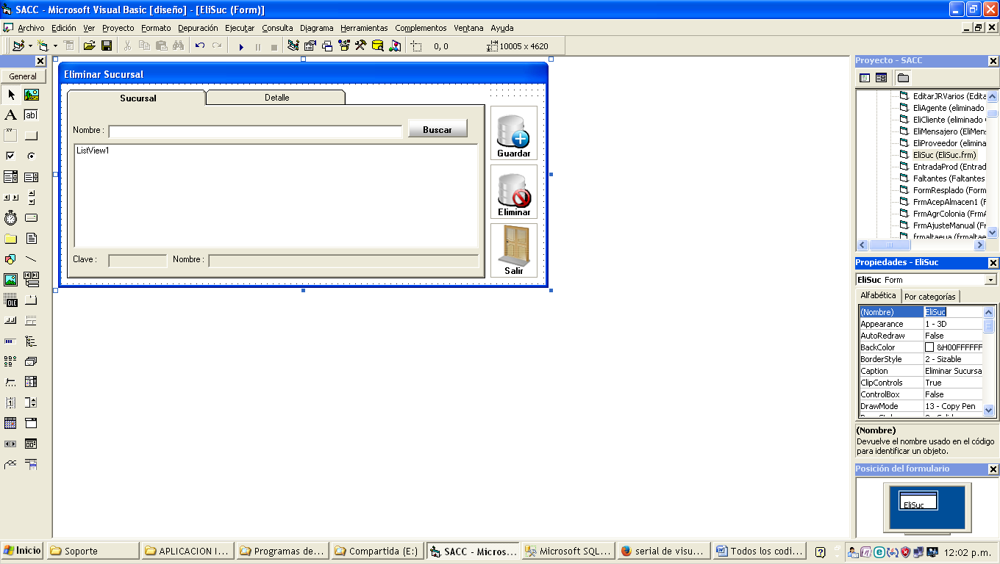 SACC - Microsoft Visual Basic [diseño] - [EliSuc (Form)]
Archivo Edición Ver Proyecto Formato Depuración Ejecutar Consulta Diagrama Herramientas Complementos Ventana Ayuda
0, 0 10005 x 4620
General
Eliminar Sucursal
Sucursal Detalle
Nombre : Buscar
ListView1
Guardar
Eliminar
Clave : Nombre :
Salir
Proyecto - SACC
EditarJRVarios (Edita
EliAgente (eliminado
EliCliente (eliminado
EliMensajero (EliMens
EliProveedor (elimina
EliSuc (EliSuc.frm)
EntradaProd (Entrad
Faltantes (Faltantes
FormResplado (Form
FrmAcepAlmacen1 (F
FrmAgrColonia (FrmA
FrmAjusteManual (Fr
frmaltaeua (frmaltae
Propiedades - EliSuc
EliSuc Form
Alfabética Por categorías
(Nombre) EliSuc
Appearance 1 - 3D
AutoRedraw False
BackColor &H00FFFFFF
BorderStyle 2 - Sizable
Caption Eliminar Sucursa
ClipControls True
ControlBox False
DrawMode 13 - Copy Pen
(Nombre)
Devuelve el nombre usado en el código
para identificar un objeto.
Posición del formulario
EliSuc
Inicio Soporte APLICACION I... Programas de... Compartida (E:) SACC - Micros... Microsoft SQL... serial de visu... Todos los codi... 12:02 p.m.